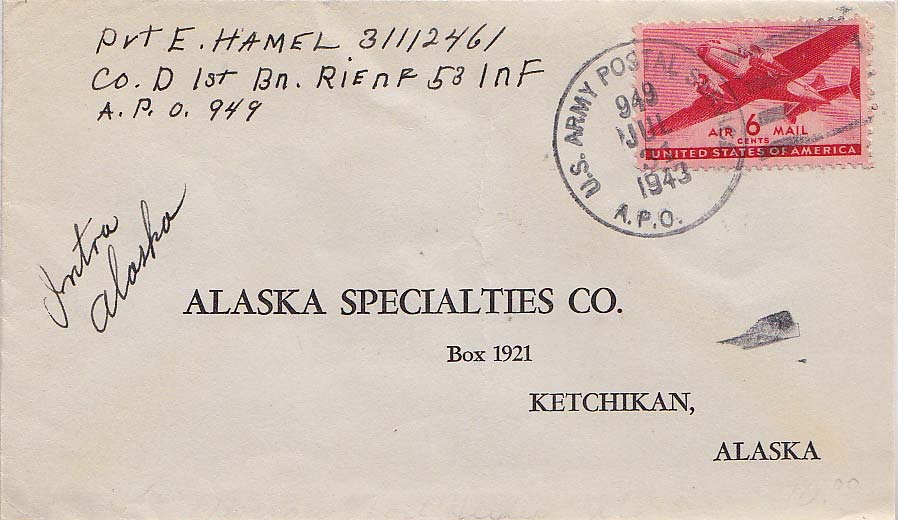 Pvt E. HAMEL 31112461
Co. D 1st Bn. RIEnF 53 InF
A. P. O. 949
U.S. ARMY POSTAL
949
JUL
1943
A.P.O.
AIR 6 MAIL
CENTS
UNITED STATES OF AMERICA
Intra
Alaska
ALASKA SPECIALTIES CO.
Box 1921
KETCHIKAN,
ALASKA